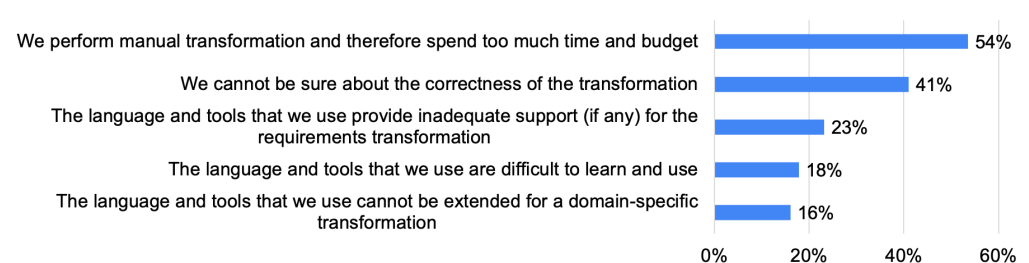 We perform manual transformation and therefore spend too much time and budget
54%
We cannot be sure about the correctness of the transformation
41%
The language and tools that we use provide inadequate support (if any) for the
requirements transformation
23%
The language and tools that we use are difficult to learn and use
18%
The language and tools that we use cannot be extended for a domain-specific
transformation
16%
0% 20% 40% 60%